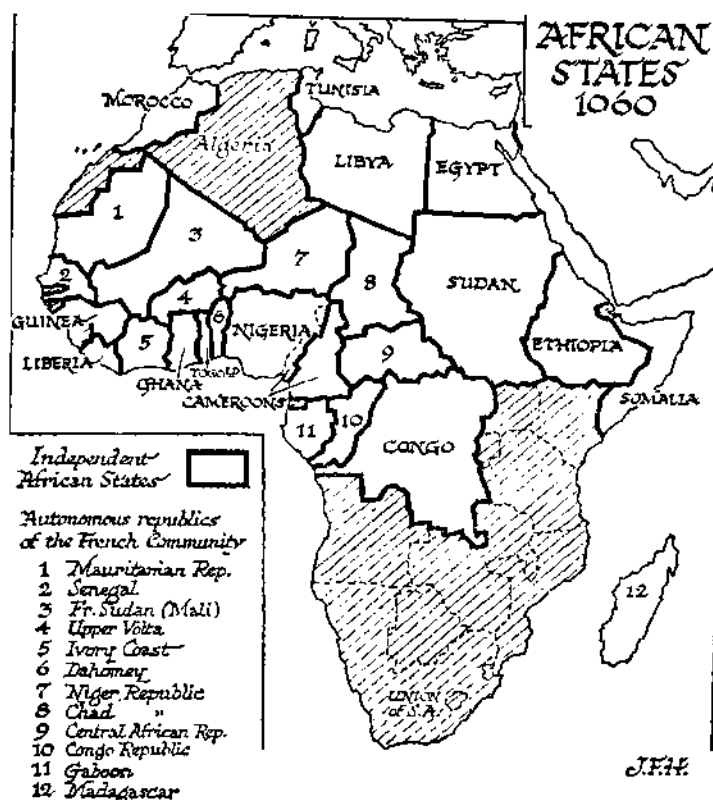 AFRICAN
STATES
1960
MOROCCO
TUNISIA
Algeria
LIBYA
EGYPT
1
3
7
8
2
4
SUDAN
GUINEA
5
6
NIGERIA
9
ETHIOPIA
LIBERIA
GHANA
TOGOLD
CAMEROONS
SOMALIA
11
10
CONGO
12
UNION
of S.A.
Independent
African States
Autonomous republics
of the French Community
1 Mauritanian Rep.
2 Senegal
3 Fr. Sudan (Mali)
4 Upper Volta
5 Ivory Coast
6 Dahomey
7 Niger Republic
8 Chad "
9 Central African Rep.
10 Congo Republic
11 Gaboon
12 Madagascar
J.F.H.